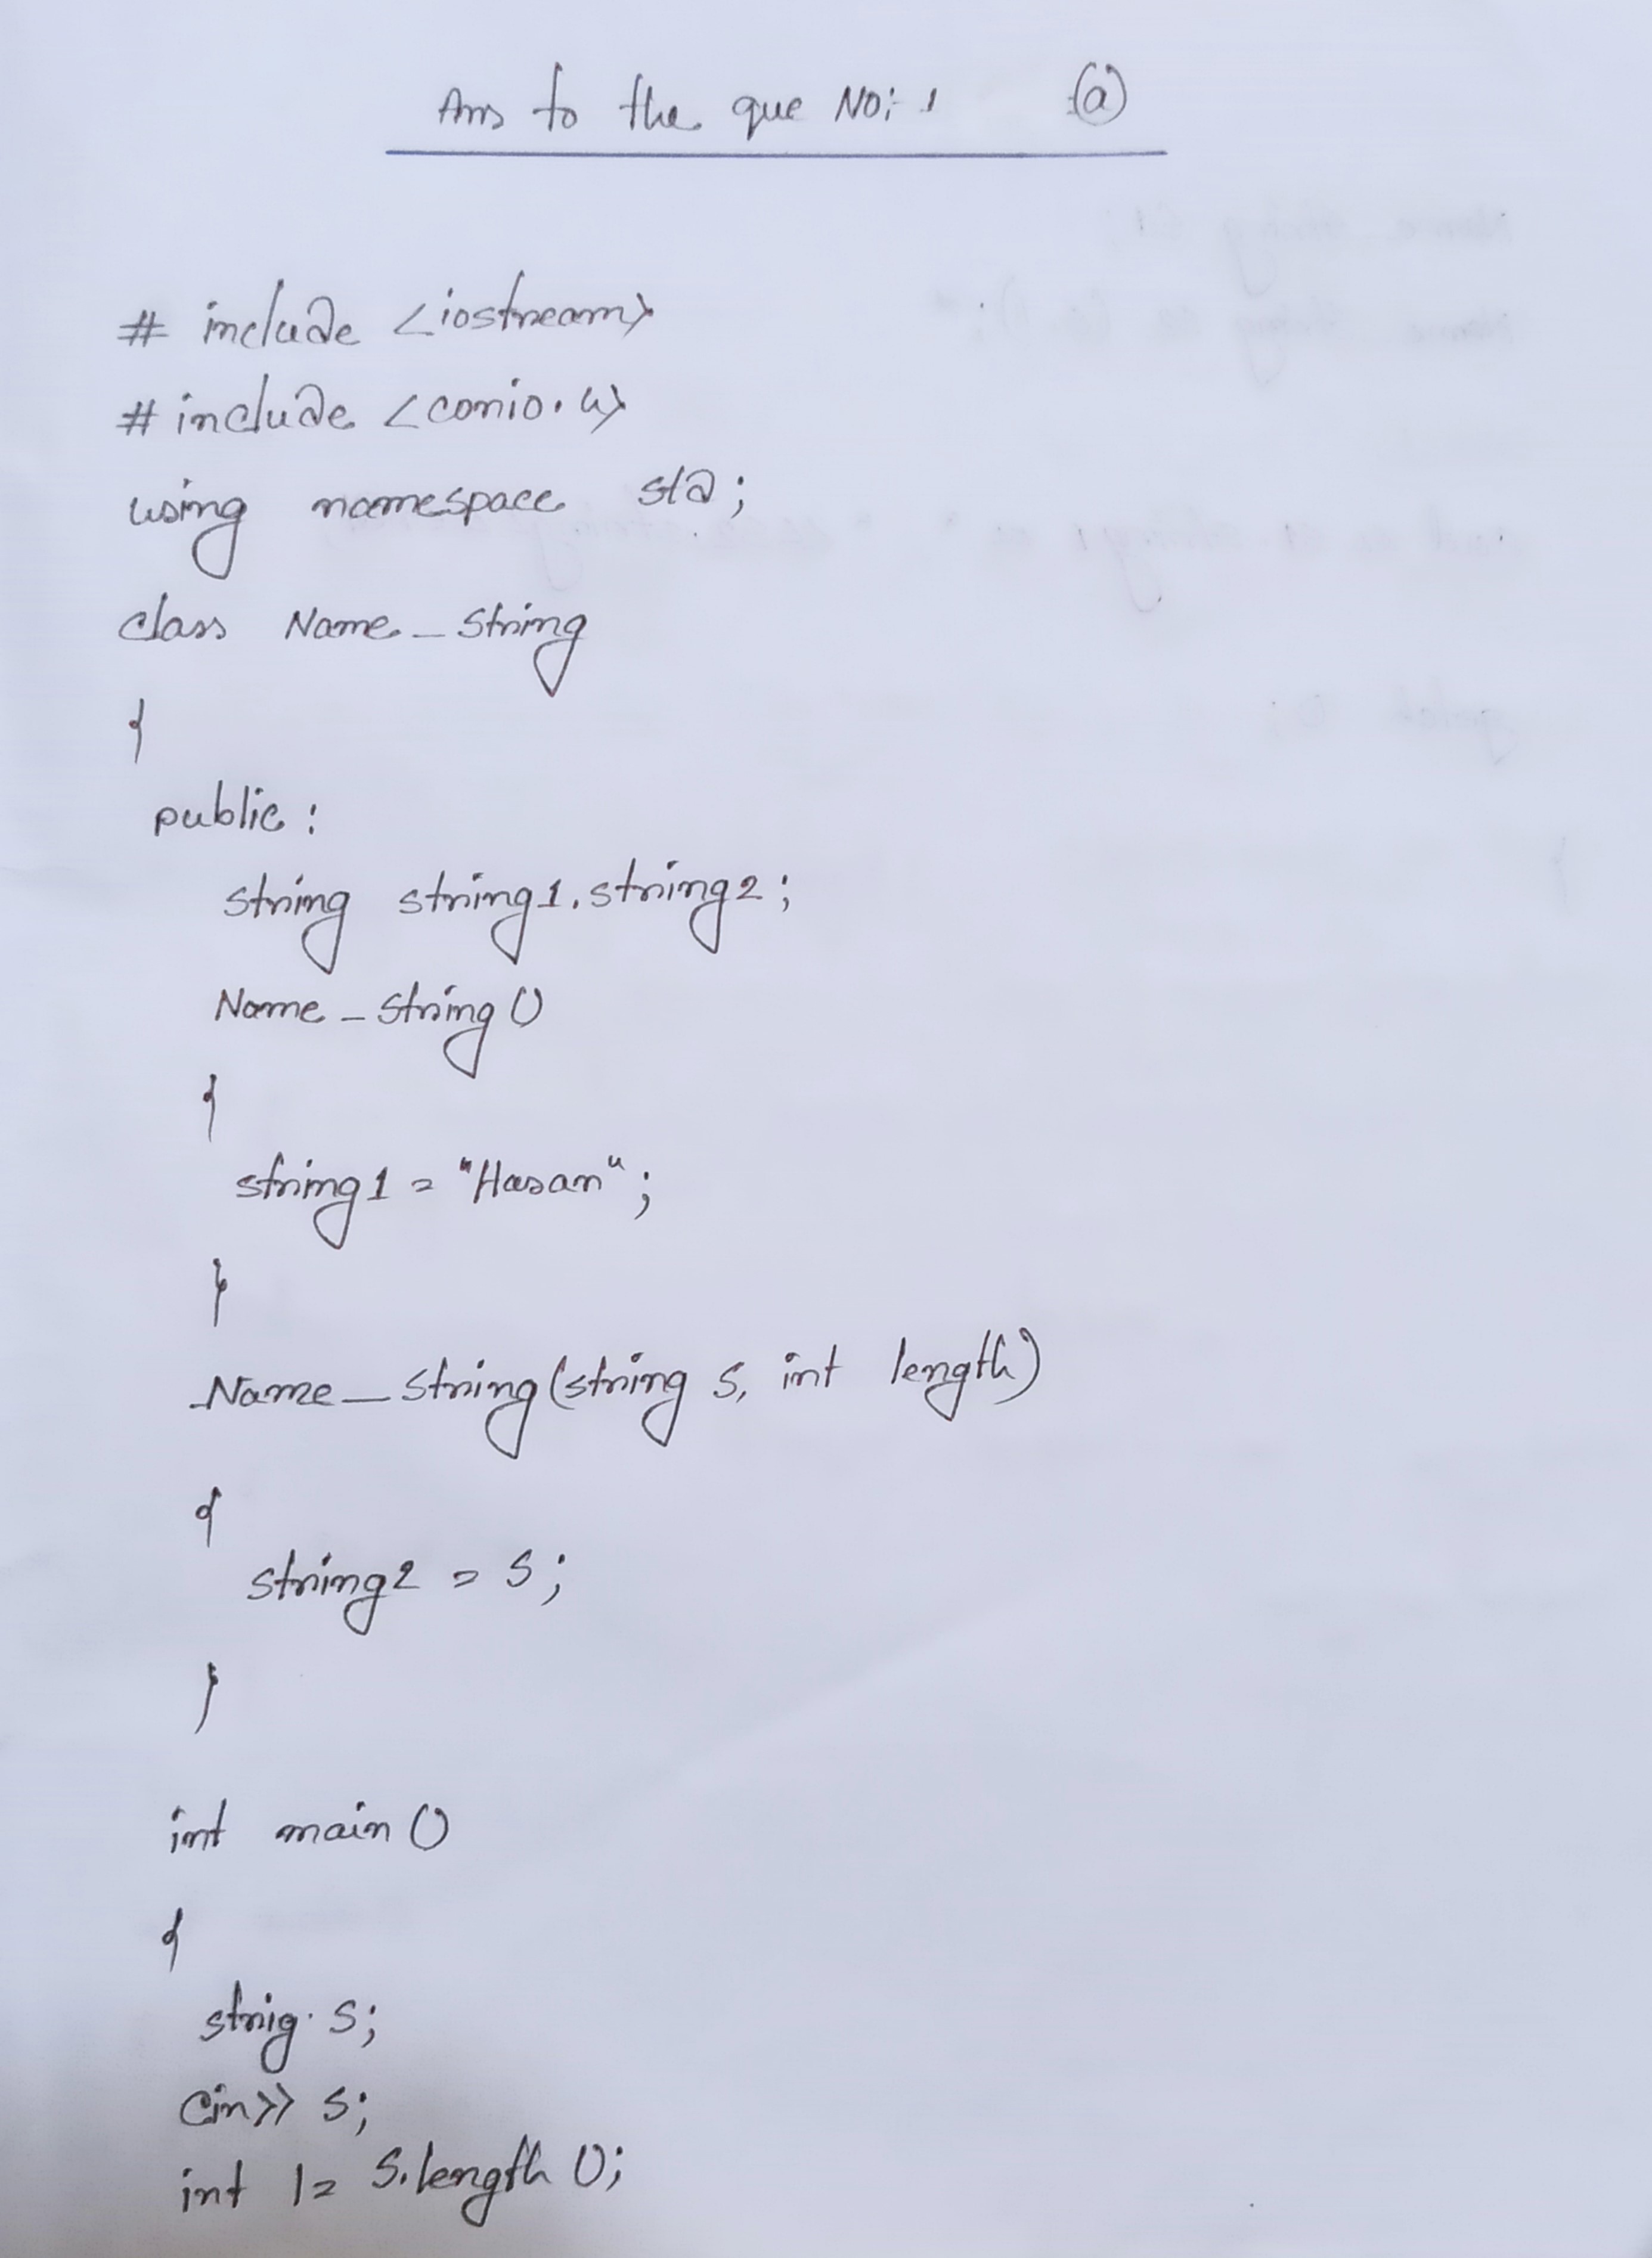 Ans to the que No: 1 (a)
# include <iostream>
# include <conio.h>
using namespace std;
class Name_String
{
public:
string string1, string2;
Name_String()
{
string1 = "Hasan";
}
Name_String(string s, int length)
{
string2 = s;
}
int main()
{
strig s;
Cin>> s;
int l= s.length();